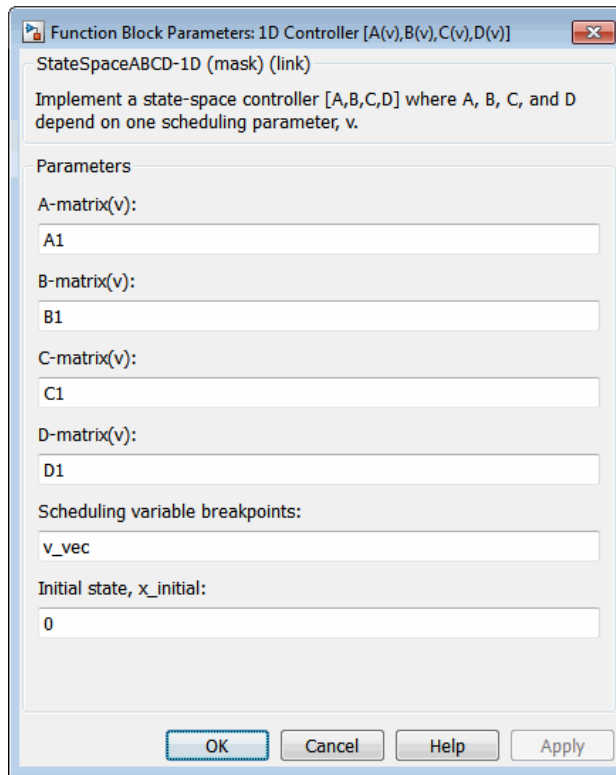 Function Block Parameters: 1D Controller [A(v),B(v),C(v),D(v)]
StateSpaceABCD-1D (mask) (link)
Implement a state-space controller [A,B,C,D] where A, B, C, and D
depend on one scheduling parameter, v.
Parameters
A-matrix(v):
A1
B-matrix(v):
B1
C-matrix(v):
C1
D-matrix(v):
D1
Scheduling variable breakpoints:
v_vec
Initial state, x_initial:
0
OK Cancel Help Apply